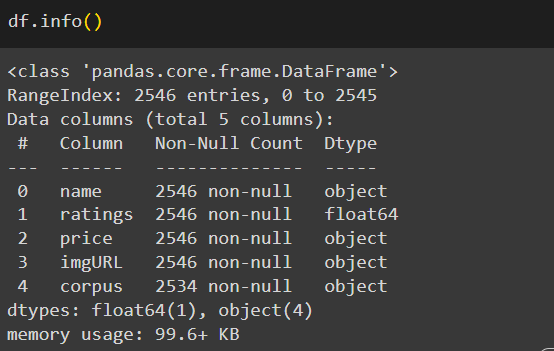 df.info()
<class 'pandas.core.frame.DataFrame'>
RangeIndex: 2546 entries, 0 to 2545
Data columns (total 5 columns):
 #   Column   Non-Null Count  Dtype
---  ------   --------------  -----
 0   name     2546 non-null   object
 1   ratings  2546 non-null   float64
 2   price    2546 non-null   object
 3   imgURL   2546 non-null   object
 4   corpus   2534 non-null   object
dtypes: float64(1), object(4)
memory usage: 99.6+ KB